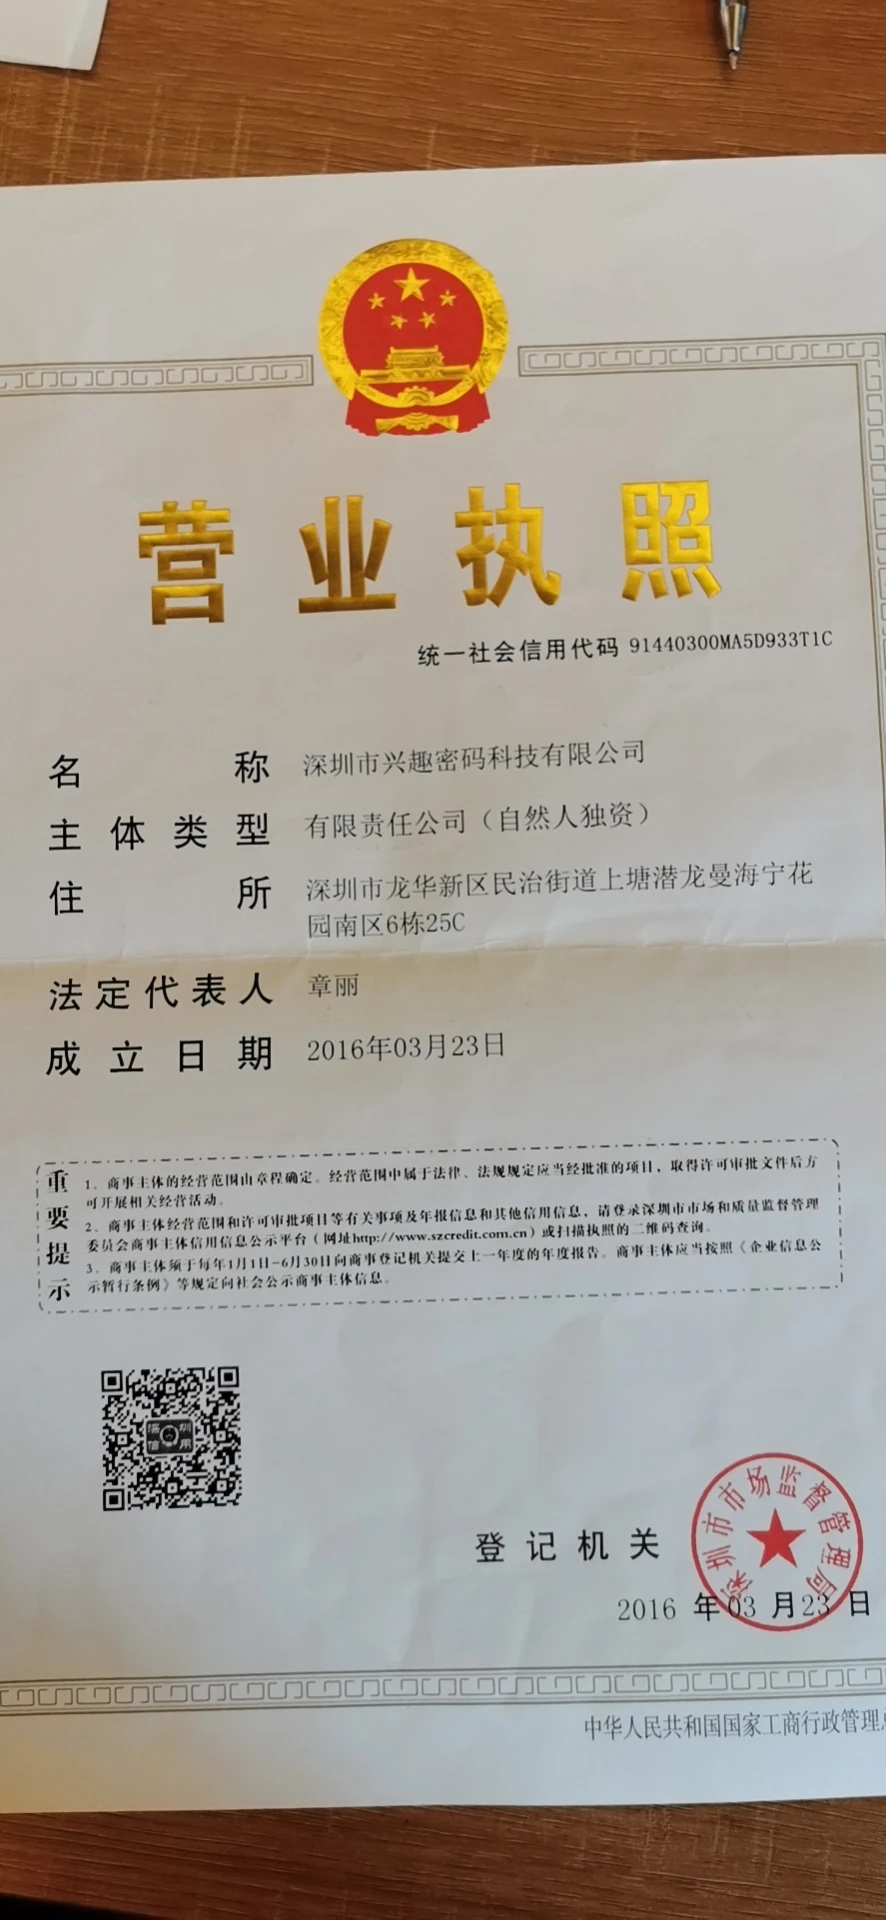 营业执照
统一社会信用代码 91440300MA5D933T1C
名称 深圳市兴趣密码科技有限公司
主体类型 有限责任公司（自然人独资）
住所 深圳市龙华新区民治街道上塘潜龙曼海宁花
园南区6栋25C
法定代表人 章丽
成立日期 2016年03月23日
重要提示
1、商事主体的经营范围由章程确定。经营范围中属于法律、法规规定应当经批准的项目，取得许可审批文件后方
可开展相关经营活动。
2、商事主体经营范围和许可审批项目等有关事项及年报信息和其他信用信息，请登录深圳市市场和质量监督管理
委员会商事主体信用信息公示平台（网址http://www.szcredit.com.cn）或扫描执照的二维码查询。
3、商事主体须于每年1月1日-6月30日向商事登记机关提交上一年度的年度报告。商事主体应当按照《企业信息公
示暂行条例》等规定向社会公示商事主体信息。
深圳信用
登记机关
深圳市市场监督管理局
2016 年 03 月 23 日
中华人民共和国国家工商行政管理